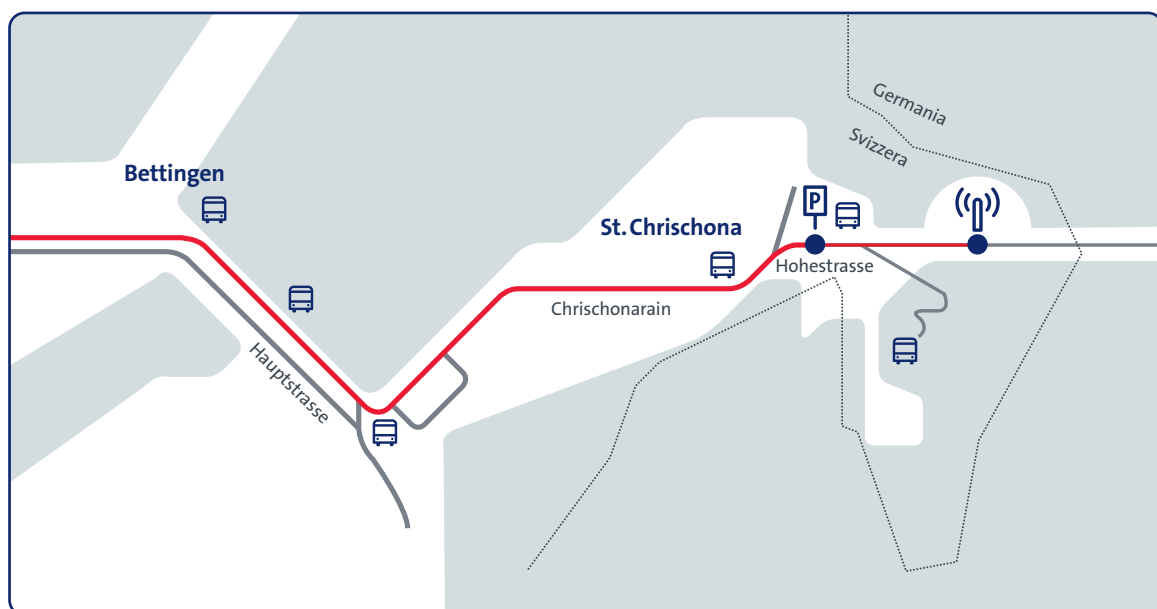 Germania
Svizzera
Bettingen
P
St. Chrischona
Hohestrasse
Chrischonarain
Hauptstrasse